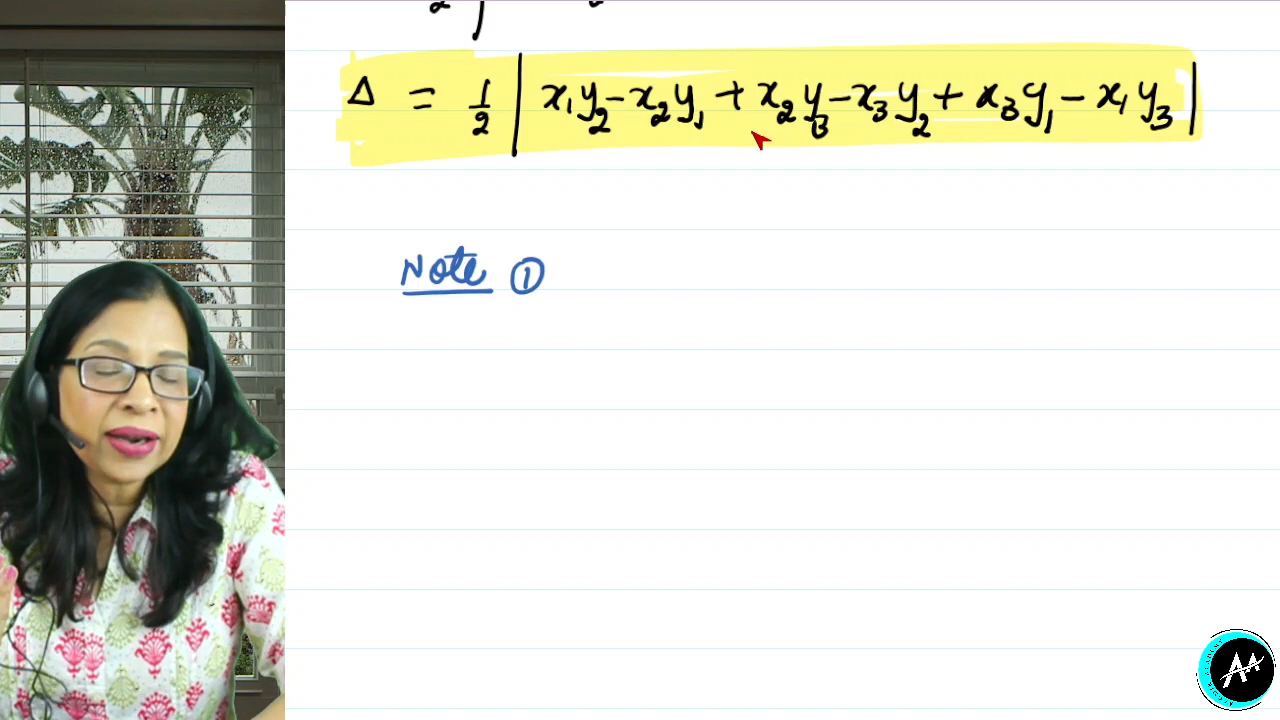 Δ = 1/2 | x₁y₂ - x₂y₁ + x₂y₃ - x₃y₂ + x₃y₁ - x₁y₃ |
Note ①